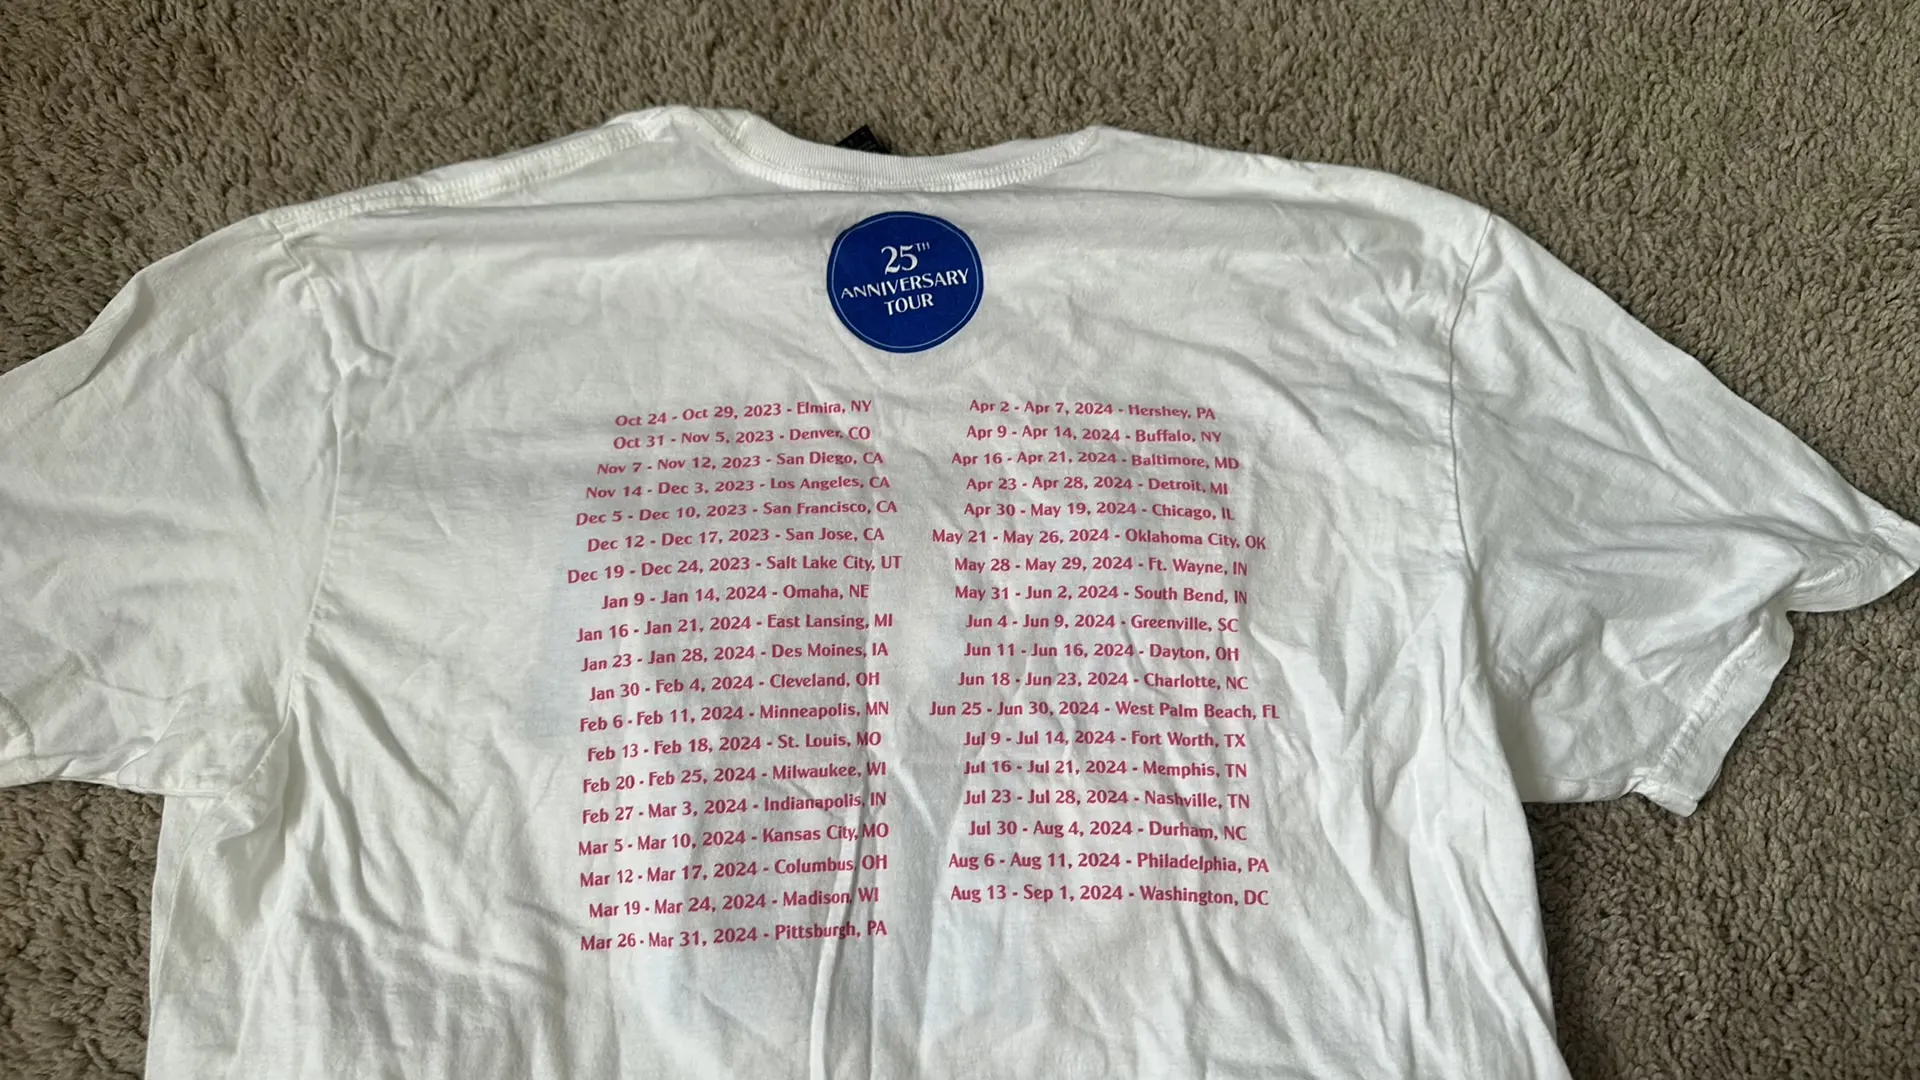 25TH
ANNIVERSARY
TOUR
Oct 24 - Oct 29, 2023 - Elmira, NY
Oct 31 - Nov 5, 2023 - Denver, CO
Nov 7 - Nov 12, 2023 - San Diego, CA
Nov 14 - Dec 3, 2023 - Los Angeles, CA
Dec 5 - Dec 10, 2023 - San Francisco, CA
Dec 12 - Dec 17, 2023 - San Jose, CA
Dec 19 - Dec 24, 2023 - Salt Lake City, UT
Jan 9 - Jan 14, 2024 - Omaha, NE
Jan 16 - Jan 21, 2024 - East Lansing, MI
Jan 23 - Jan 28, 2024 - Des Moines, IA
Jan 30 - Feb 4, 2024 - Cleveland, OH
Feb 6 - Feb 11, 2024 - Minneapolis, MN
Feb 13 - Feb 18, 2024 - St. Louis, MO
Feb 20 - Feb 25, 2024 - Milwaukee, WI
Feb 27 - Mar 3, 2024 - Indianapolis, IN
Mar 5 - Mar 10, 2024 - Kansas City, MO
Mar 12 - Mar 17, 2024 - Columbus, OH
Mar 19 - Mar 24, 2024 - Madison, WI
Mar 26 - Mar 31, 2024 - Pittsburgh, PA
Apr 2 - Apr 7, 2024 - Hershey, PA
Apr 9 - Apr 14, 2024 - Buffalo, NY
Apr 16 - Apr 21, 2024 - Baltimore, MD
Apr 23 - Apr 28, 2024 - Detroit, MI
Apr 30 - May 19, 2024 - Chicago, IL
May 21 - May 26, 2024 - Oklahoma City, OK
May 28 - May 29, 2024 - Ft. Wayne, IN
May 31 - Jun 2, 2024 - South Bend, IN
Jun 4 - Jun 9, 2024 - Greenville, SC
Jun 11 - Jun 16, 2024 - Dayton, OH
Jun 18 - Jun 23, 2024 - Charlotte, NC
Jun 25 - Jun 30, 2024 - West Palm Beach, FL
Jul 9 - Jul 14, 2024 - Fort Worth, TX
Jul 16 - Jul 21, 2024 - Memphis, TN
Jul 23 - Jul 28, 2024 - Nashville, TN
Jul 30 - Aug 4, 2024 - Durham, NC
Aug 6 - Aug 11, 2024 - Philadelphia, PA
Aug 13 - Sep 1, 2024 - Washington, DC